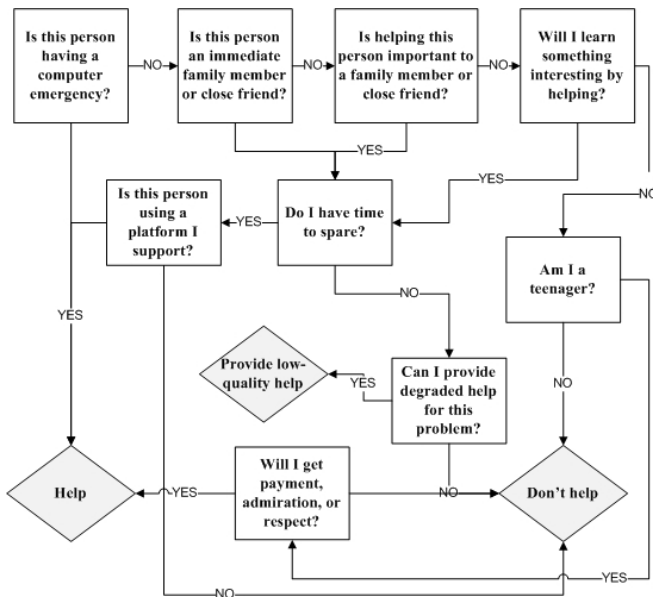 Is this person
having a
computer
emergency?
NO
Is this person
an immediate
family member
or close friend?
NO
Is helping this
person important to
a family member or
close friend?
NO
Will I learn
something
interesting by
helping?
YES
YES
NO
Is this person
using a
platform I
support?
YES
Do I have time
to spare?
Am I a
teenager?
YES
NO
Provide low-
quality help
YES
Can I provide
degraded help
for this
problem?
NO
Help
YES
Will I get
payment,
admiration, or
respect?
NO
Don't help
NO
YES